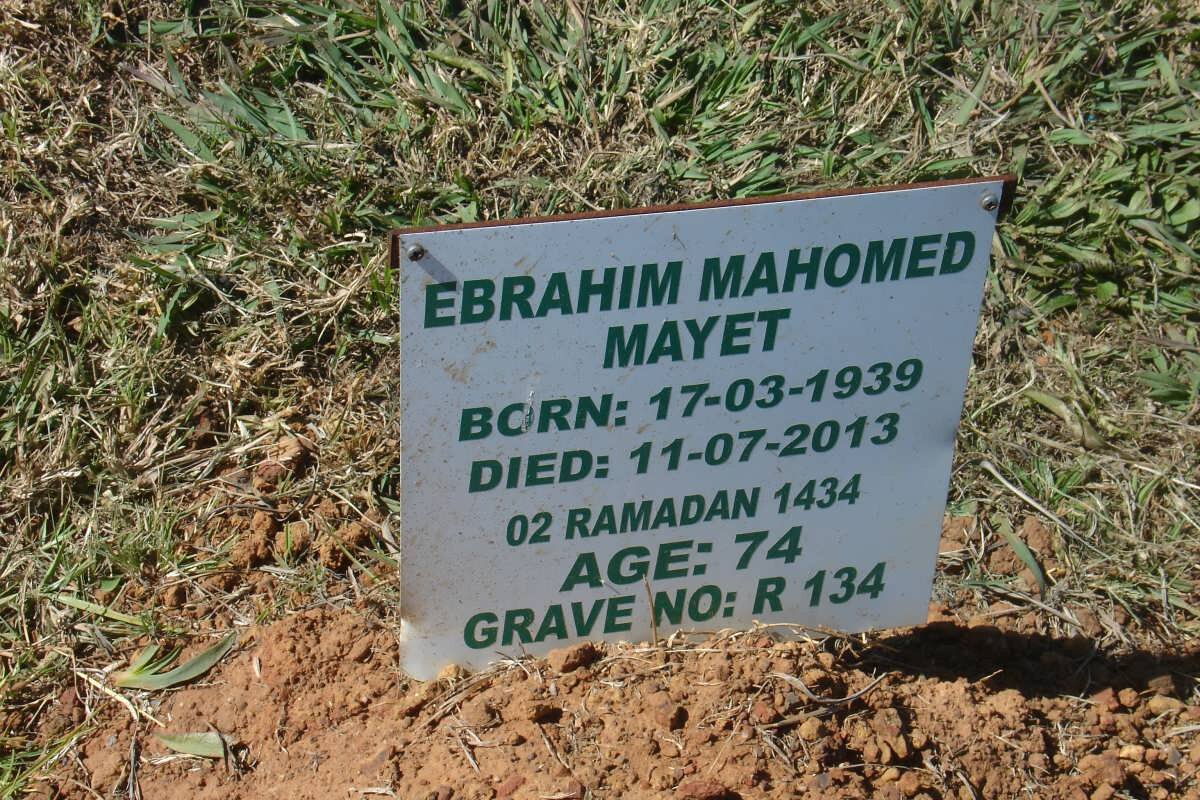 EBRAHIM MAHOMED
MAYET
BORN: 17-03-1939
DIED: 11-07-2013
02 RAMADAN 1434
AGE: 74
GRAVE NO: R 134